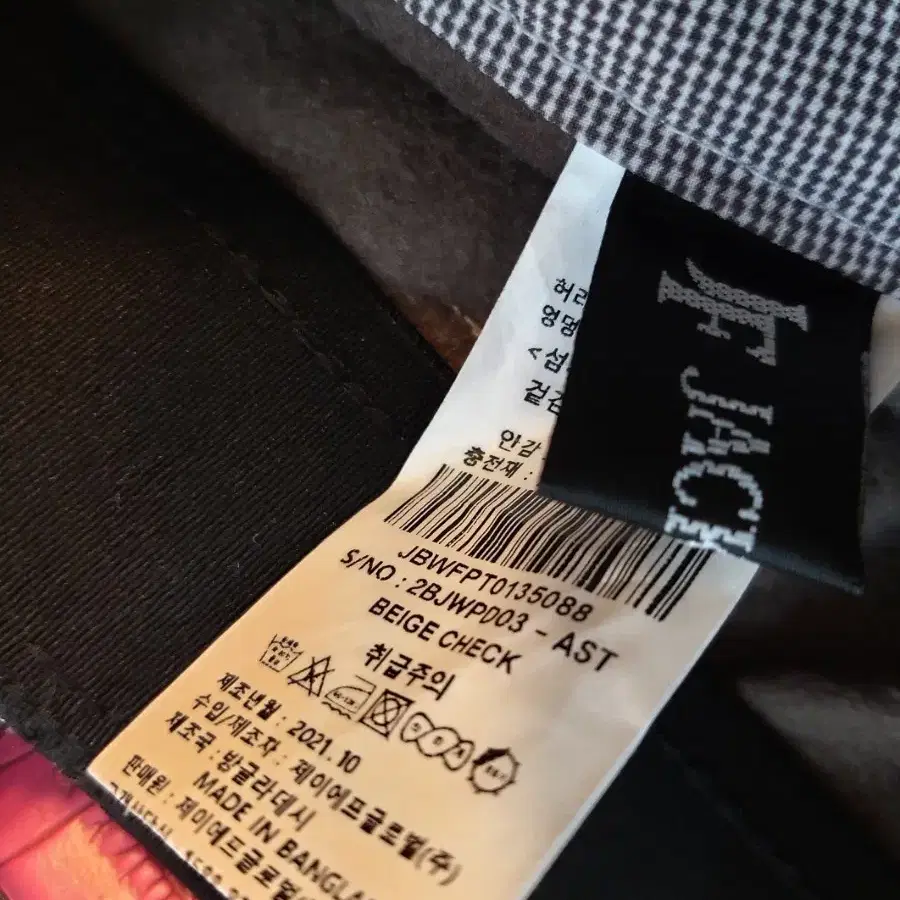 허리
엉덩
<섬
겉감
안감
충전재 :
JBWFPT0135088
S/NO : 2BJWPD03 - AST
BEIGE CHECK
취급주의
제조년월 : 2021.10
수입/제조자 : 제이에프글로벌(주)
제조국 : 방글라데시
MADE IN BANGLA
판매원 : 제이에프글로벌(
JACK